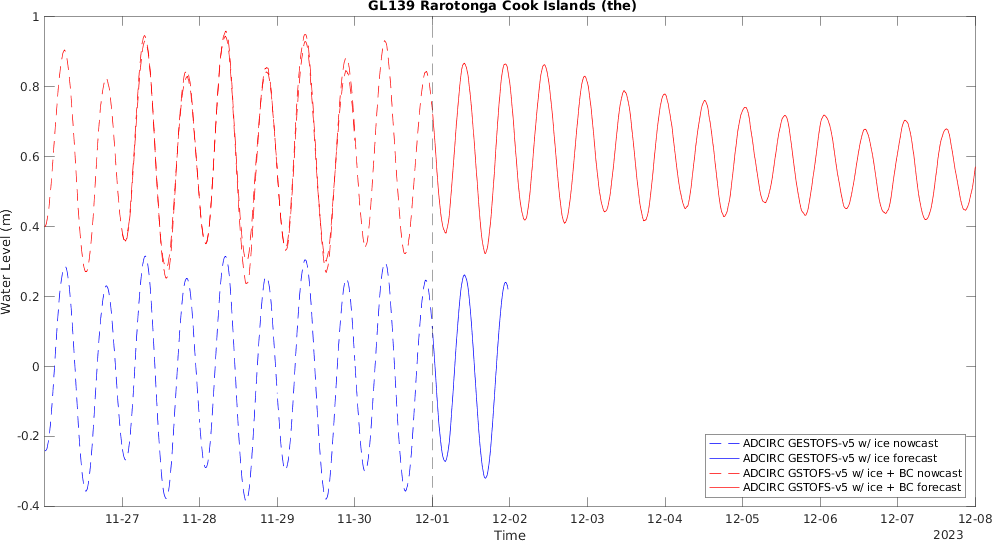 GL139 Rarotonga Cook Islands (the)
1
0.8
0.6
0.4
0.2
0
-0.2
-0.4
Water Level (m)
11-27 11-28 11-29 11-30 12-01 12-02 12-03 12-04 12-05 12-06 12-07 12-08
Time
2023
ADCIRC GESTOFS-v5 w/ ice nowcast
ADCIRC GESTOFS-v5 w/ ice forecast
ADCIRC GSTOFS-v5 w/ ice + BC nowcast
ADCIRC GSTOFS-v5 w/ ice + BC forecast